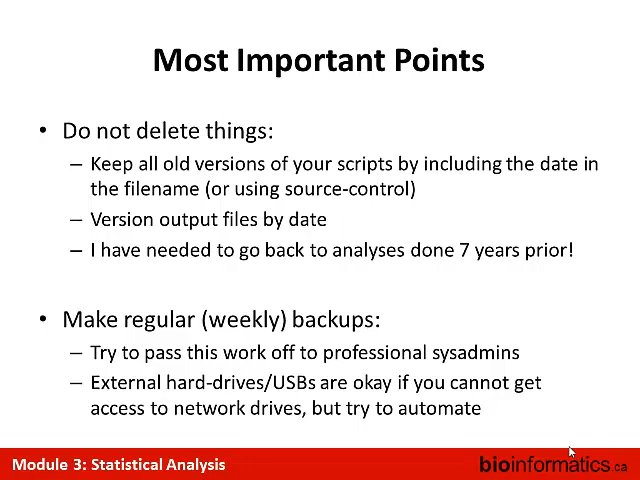 Most Important Points
• Do not delete things:
– Keep all old versions of your scripts by including the date in
the filename (or using source-control)
– Version output files by date
– I have needed to go back to analyses done 7 years prior!
• Make regular (weekly) backups:
– Try to pass this work off to professional sysadmins
– External hard-drives/USBs are okay if you cannot get
access to network drives, but try to automate
Module 3: Statistical Analysis
bioinformatics.ca